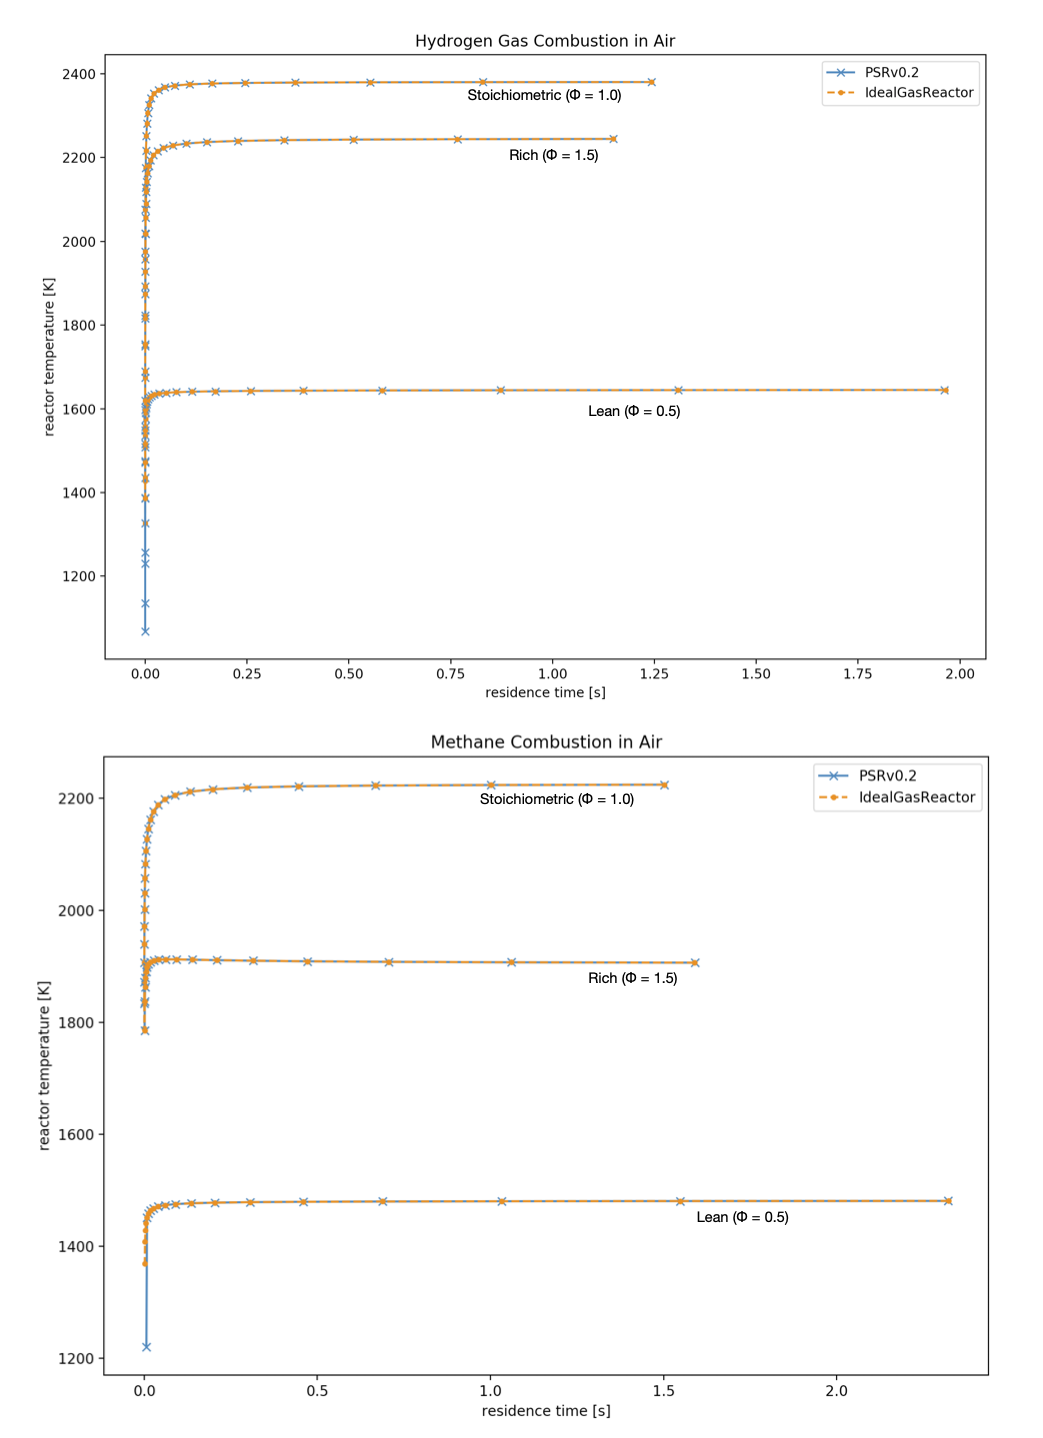 Hydrogen Gas Combustion in Air
PSRv0.2
IdealGasReactor
2400
2200
2000
1800
1600
1400
1200
reactor temperature [K]
Stoichiometric (Φ = 1.0)
Rich (Φ = 1.5)
Lean (Φ = 0.5)
0.00 0.25 0.50 0.75 1.00 1.25 1.50 1.75 2.00
residence time [s]
Methane Combustion in Air
PSRv0.2
IdealGasReactor
2200
2000
1800
1600
1400
1200
reactor temperature [K]
Stoichiometric (Φ = 1.0)
Rich (Φ = 1.5)
Lean (Φ = 0.5)
0.0 0.5 1.0 1.5 2.0
residence time [s]